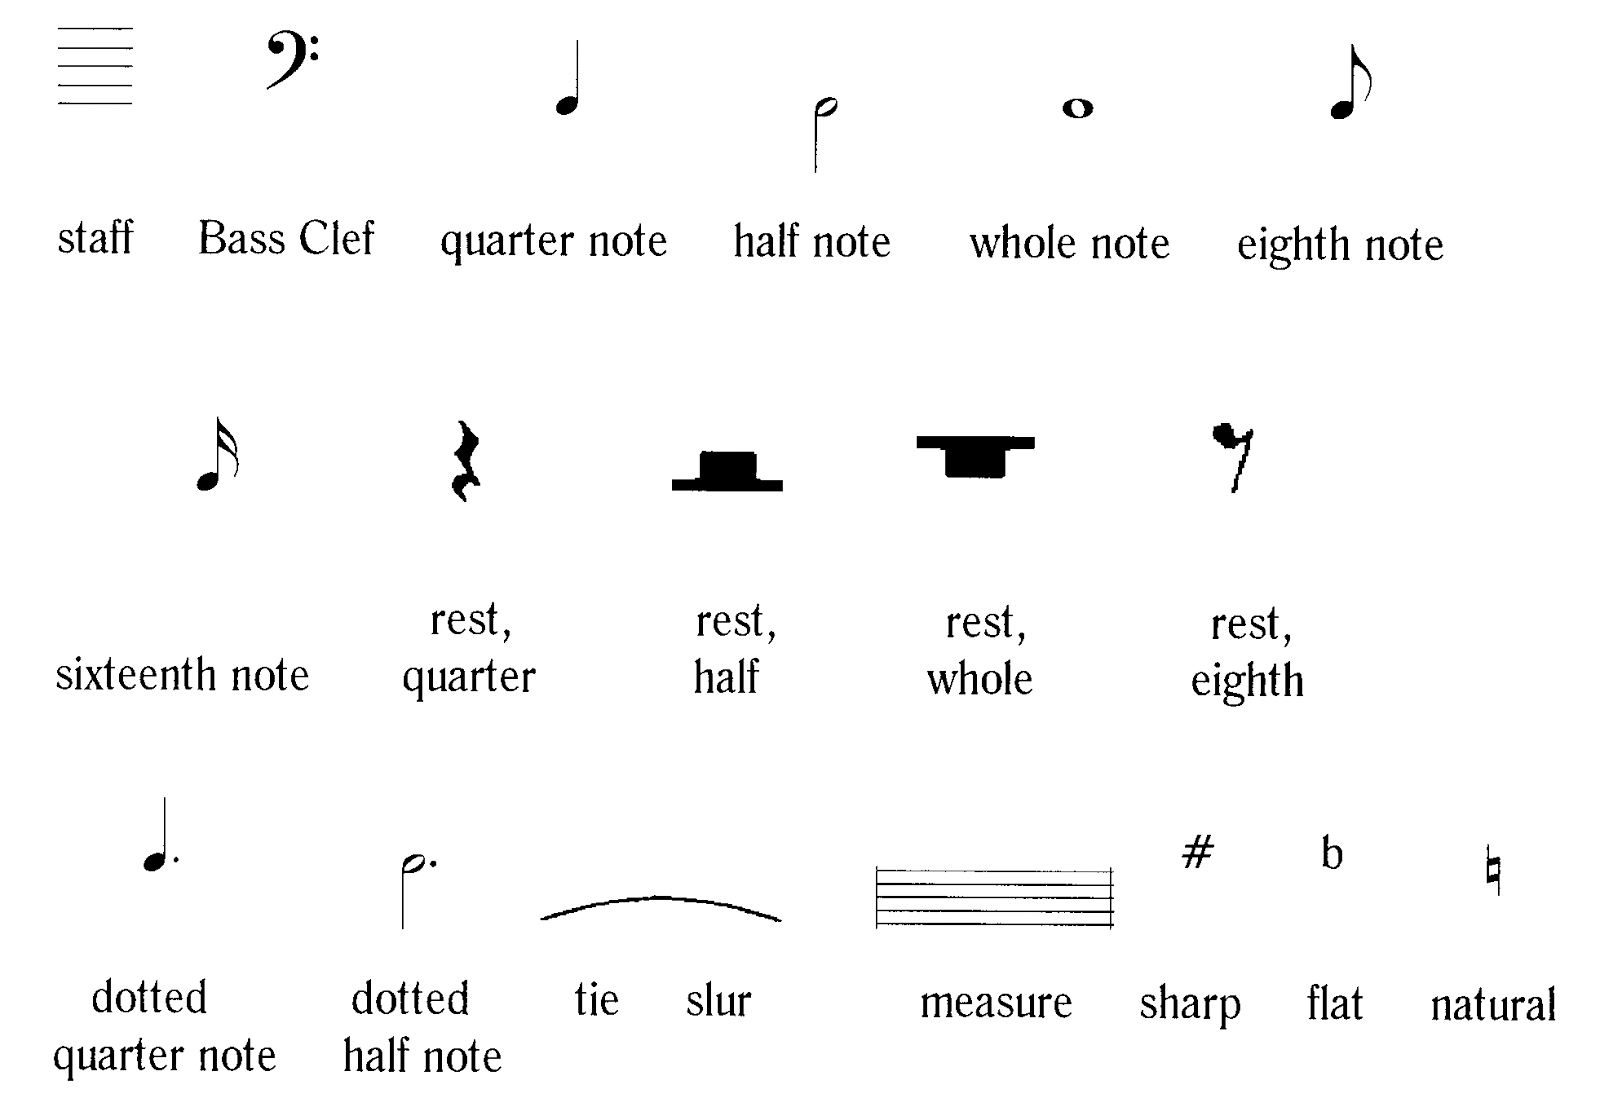 staff Bass Clef quarter note half note whole note eighth note
rest, rest, rest, rest,
sixteenth note quarter half whole eighth
# b
dotted dotted tie slur measure sharp flat natural
quarter note half note